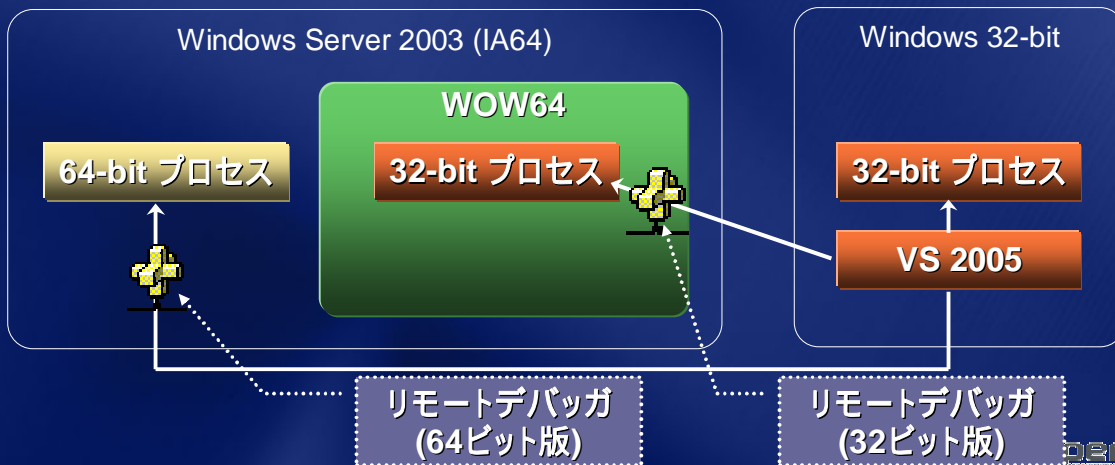 Windows Server 2003 (IA64)
Windows 32-bit
WOW64
64-bit プロセス
32-bit プロセス
32-bit プロセス
VS 2005
リモートデバッガ
(64ビット版)
リモートデバッガ
(32ビット版)